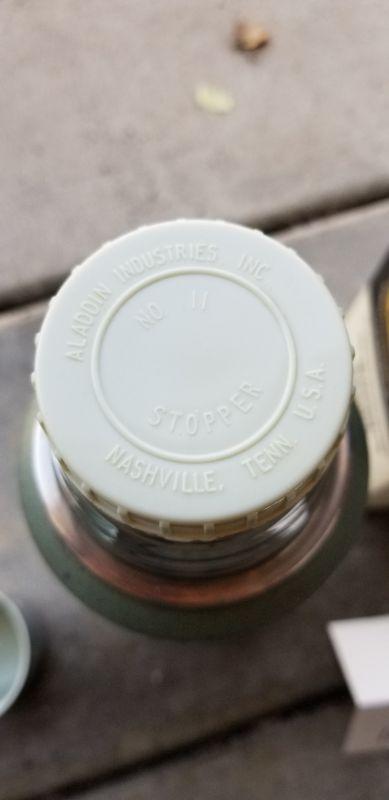 ALADDIN INDUSTRIES INC.
NO. 11
STOPPER
NASHVILLE, TENN. U.S.A.